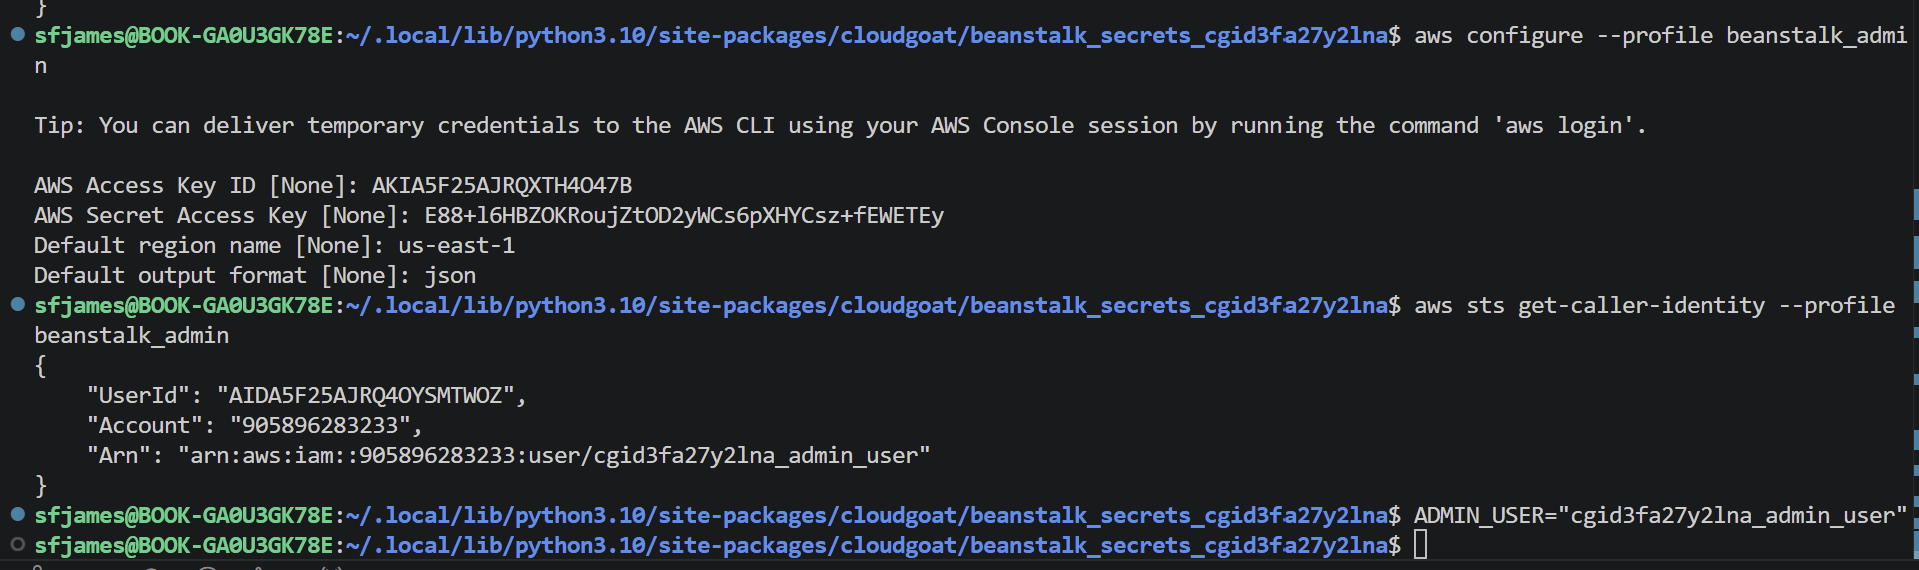 }
sfjames@BOOK-GA0U3GK78E:~/.local/lib/python3.10/site-packages/cloudgoat/beanstalk_secrets_cgid3fa27y2lna$ aws configure --profile beanstalk_admi
n
Tip: You can deliver temporary credentials to the AWS CLI using your AWS Console session by running the command 'aws login'.
AWS Access Key ID [None]: AKIA5F25AJRQXTH4O47B
AWS Secret Access Key [None]: E88+l6HBZOKRoujZtOD2yWCs6pXHYCsz+fEWETEy
Default region name [None]: us-east-1
Default output format [None]: json
sfjames@BOOK-GA0U3GK78E:~/.local/lib/python3.10/site-packages/cloudgoat/beanstalk_secrets_cgid3fa27y2lna$ aws sts get-caller-identity --profile
beanstalk_admin
{
    "UserId": "AIDA5F25AJRQ4OYSMTWOZ",
    "Account": "905896283233",
    "Arn": "arn:aws:iam::905896283233:user/cgid3fa27y2lna_admin_user"
}
sfjames@BOOK-GA0U3GK78E:~/.local/lib/python3.10/site-packages/cloudgoat/beanstalk_secrets_cgid3fa27y2lna$ ADMIN_USER="cgid3fa27y2lna_admin_user"
sfjames@BOOK-GA0U3GK78E:~/.local/lib/python3.10/site-packages/cloudgoat/beanstalk_secrets_cgid3fa27y2lna$